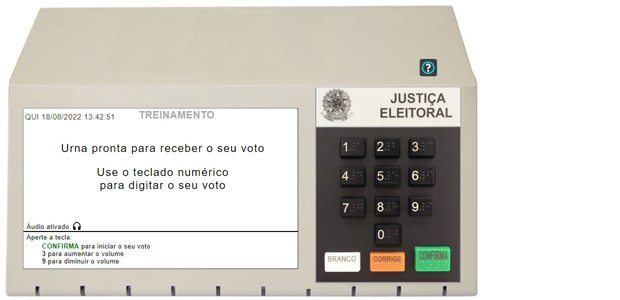 ?
JUSTIÇA
ELEITORAL
QUI 18/08/2022 13:42:51
TREINAMENTO
Urna pronta para receber o seu voto
Use o teclado numérico
para digitar o seu voto
Áudio ativado
Aperte a tecla:
CONFIRMA para iniciar o seu voto
3 para aumentar o volume
9 para diminuir o volume
1 2 3
4 5 6
7 8 9
0
BRANCO CORRIGE CONFIRMA